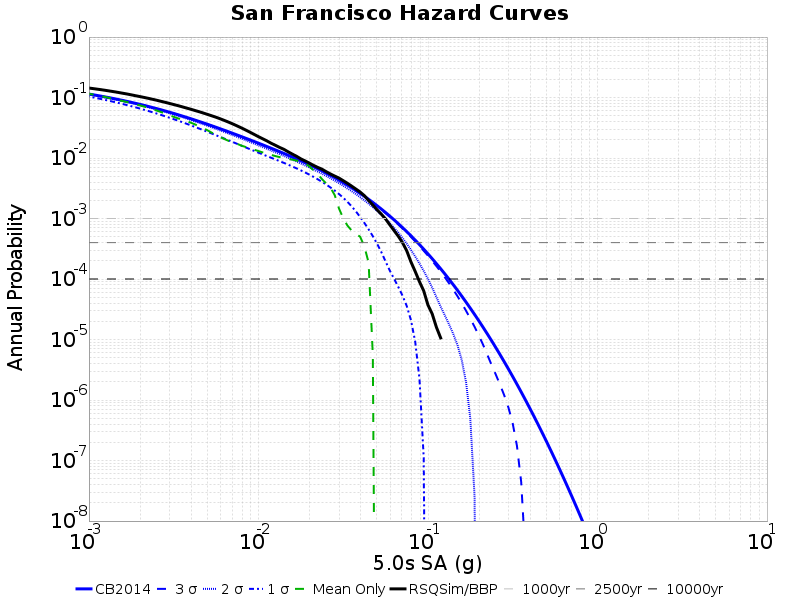 San Francisco Hazard Curves
10^0
10^-1
10^-2
10^-3
10^-4
10^-5
10^-6
10^-7
10^-8
Annual Probability
10^-3 10^-2 10^-1 10^0 10^1
5.0s SA (g)
CB2014 3 σ 2 σ 1 σ Mean Only RSQSim/BBP 1000yr 2500yr 10000yr